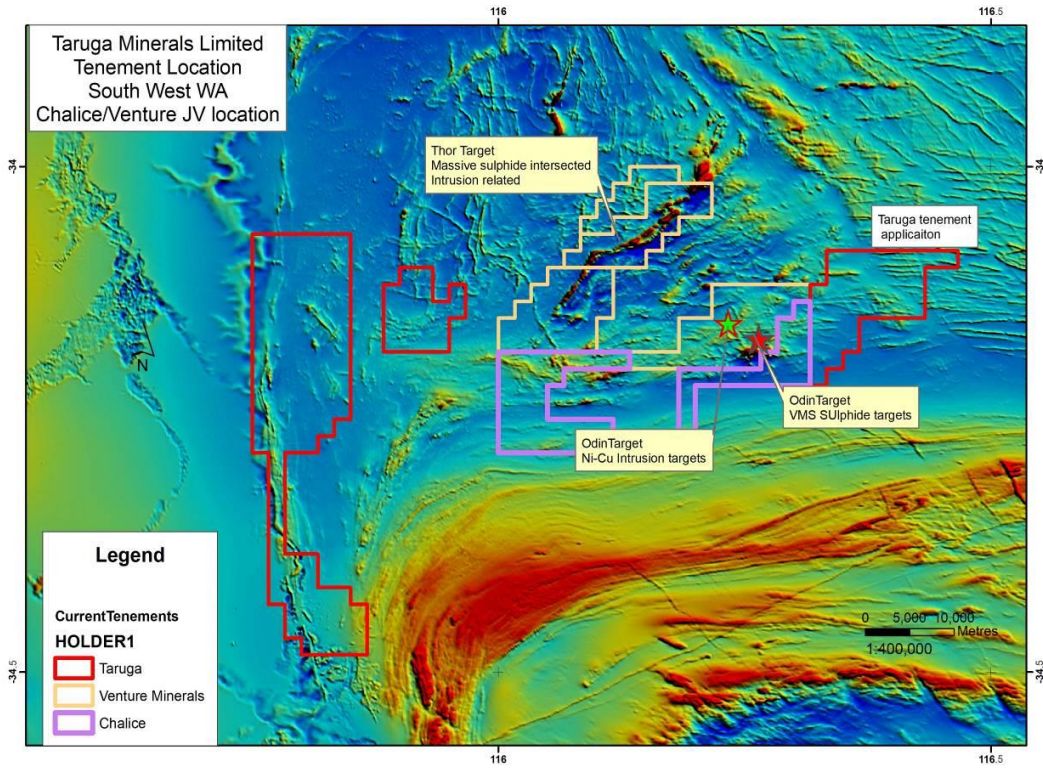 116
116.5
Taruga Minerals Limited
Tenement Location
South West WA
Chalice/Venture JV location
-34
-34
Thor Target
Massive sulphide intersected
Intrusion related
Taruga tenement
applicaiton
N
OdinTarget
VMS SUlphide targets
OdinTarget
Ni-Cu Intrusion targets
Legend
CurrentTenements
HOLDER1
Taruga
Venture Minerals
Chalice
0 5,000 10,000
Metres
1:400,000
-34.5
-34.5
116
116.5